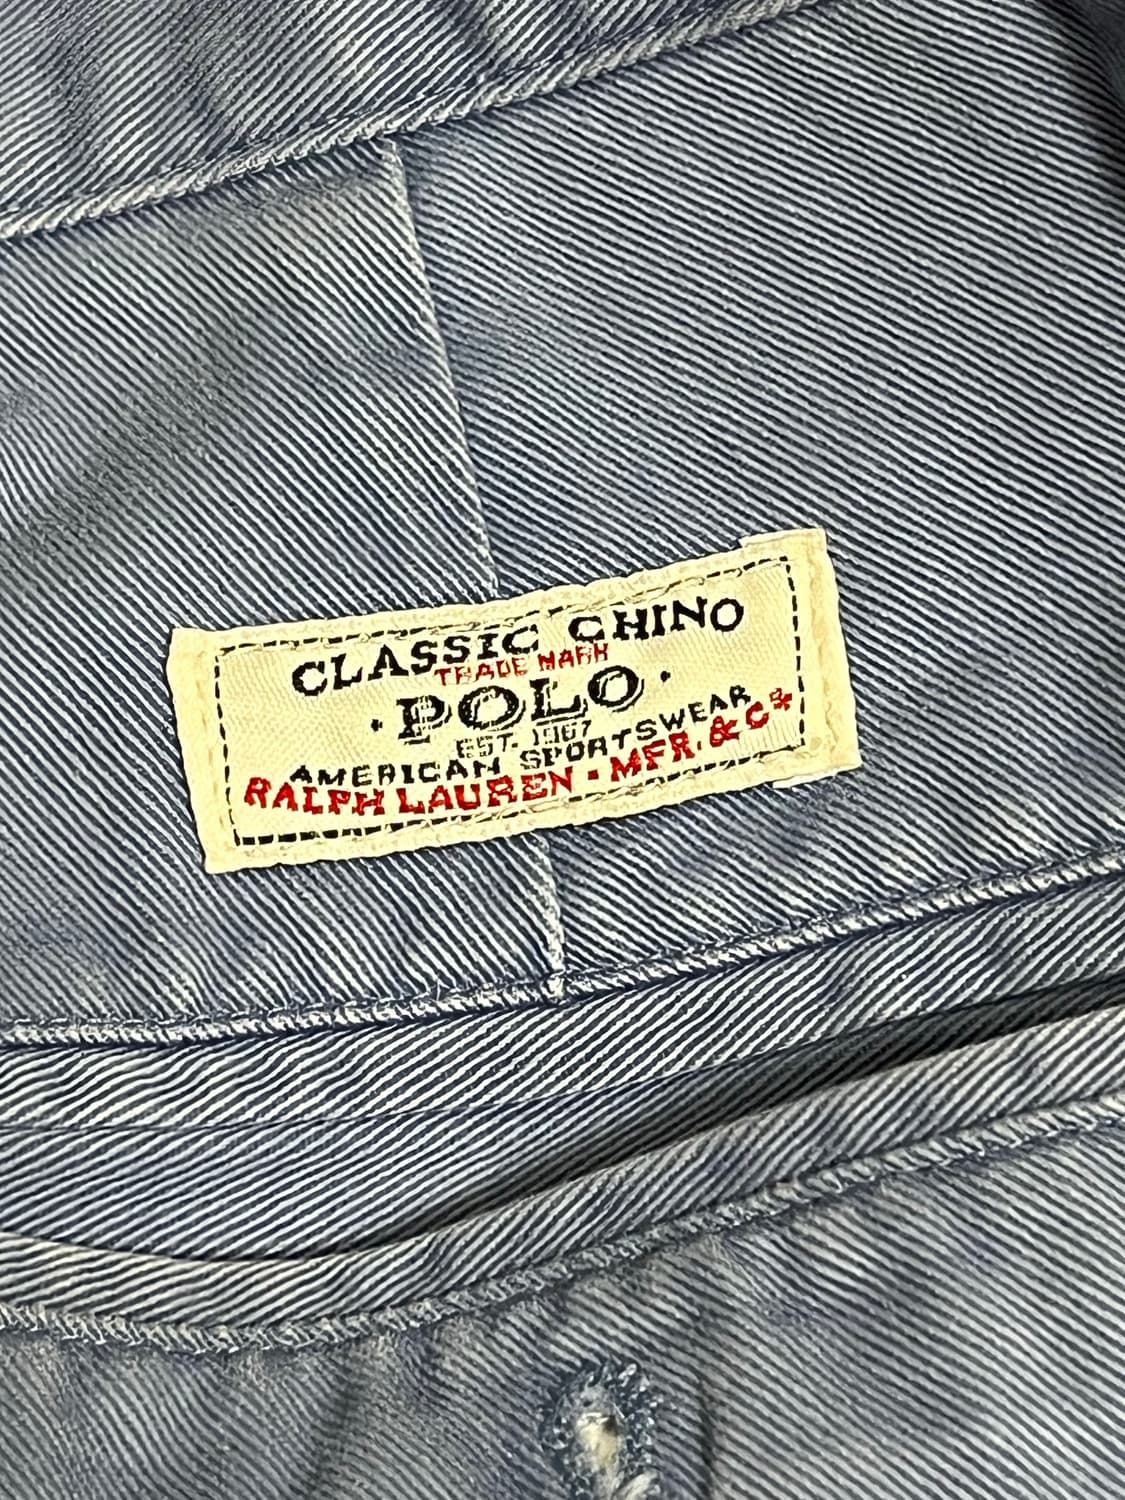 CLASSIC CHINO
TRADE MARK
· POLO ·
EST. 1967
AMERICAN SPORTSWEAR
RALPH LAUREN · MFR. & Co